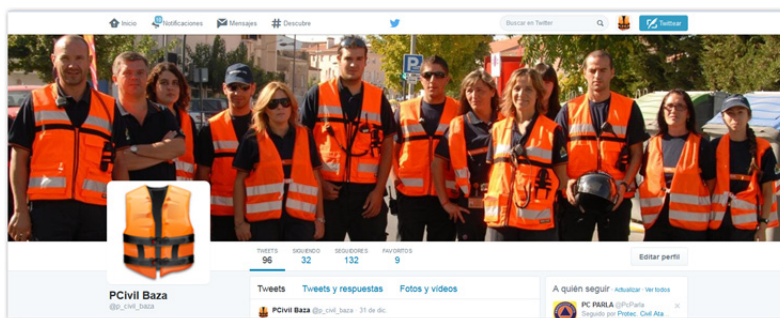 Inicio
10
Notificaciones
Mensajes
Descubre
Buscar en Twitter
Twittear
P
TWEETS
96
SIGUIENDO
32
SEGUIDORES
132
FAVORITOS
9
Editar perfil
PCivil Baza
@p_civil_baza
Tweets
Tweets y respuestas
Fotos y vídeos
PCivil Baza @p_civil_baza · 31 de dic.
A quién seguir · Actualizar · Ver todos
PC PARLA @PcParla
Seguido por Protec. Civil Ata...